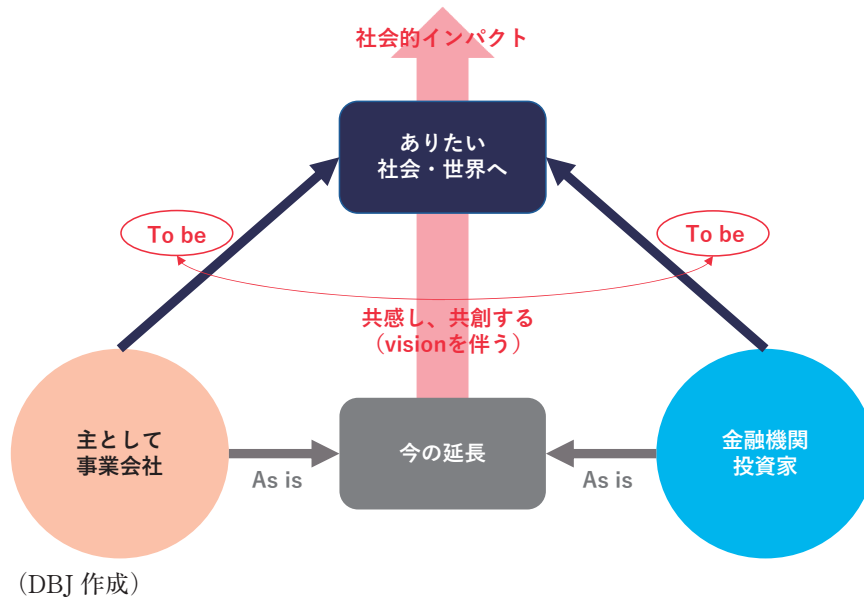 社会的インパクト
ありたい
社会・世界へ
To be
To be
共感し、共創する
（visionを伴う）
主として
事業会社
As is
今の延長
As is
金融機関
投資家
（DBJ 作成）